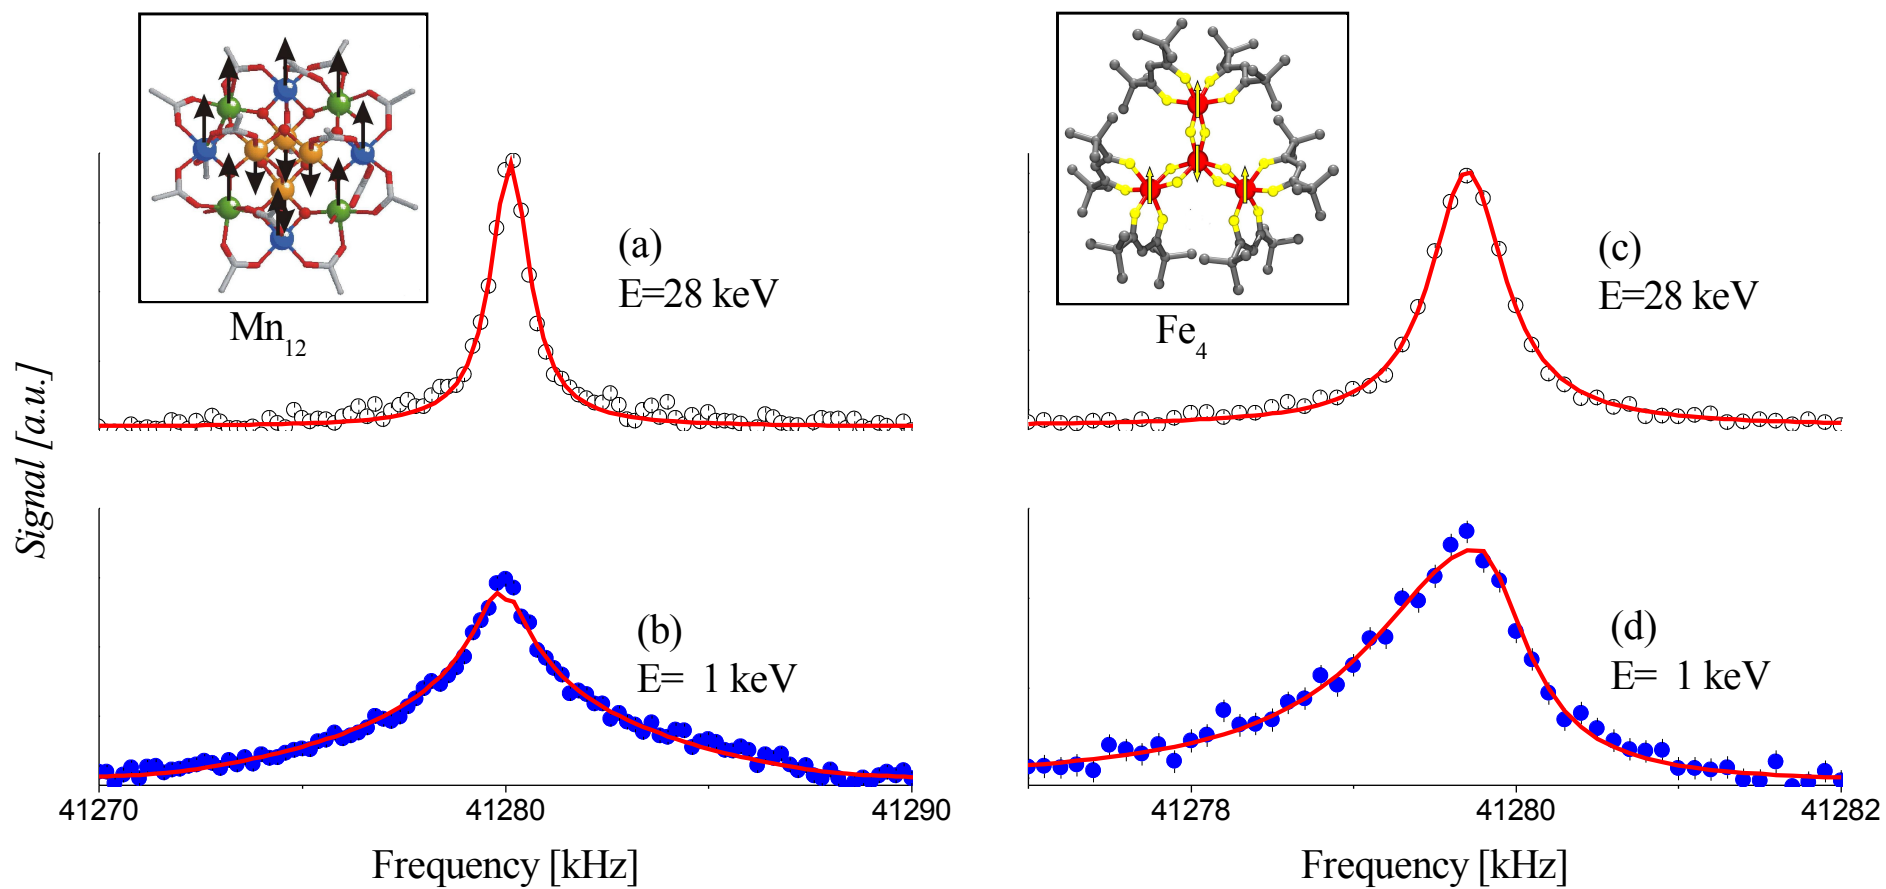 Mn12
(a)
E=28 keV
Fe4
(c)
E=28 keV
Signal [a.u.]
(b)
E= 1 keV
(d)
E= 1 keV
41270 41280 41290
41278 41280 41282
Frequency [kHz]
Frequency [kHz]